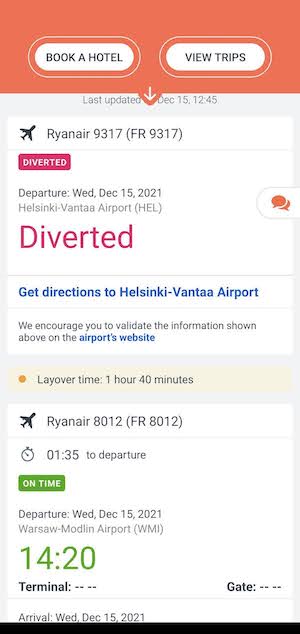 BOOK A HOTEL
VIEW TRIPS
Last updated Dec 15, 12:45
Ryanair 9317 (FR 9317)
DIVERTED
Departure: Wed, Dec 15, 2021
Helsinki-Vantaa Airport (HEL)
Diverted
Get directions to Helsinki-Vantaa Airport
We encourage you to validate the information shown
above on the airport's website
Layover time: 1 hour 40 minutes
Ryanair 8012 (FR 8012)
01:35 to departure
ON TIME
Departure: Wed, Dec 15, 2021
Warsaw-Modlin Airport (WMI)
14:20
Terminal: -- --
Gate: -- --
Arrival: Wed, Dec 15, 2021